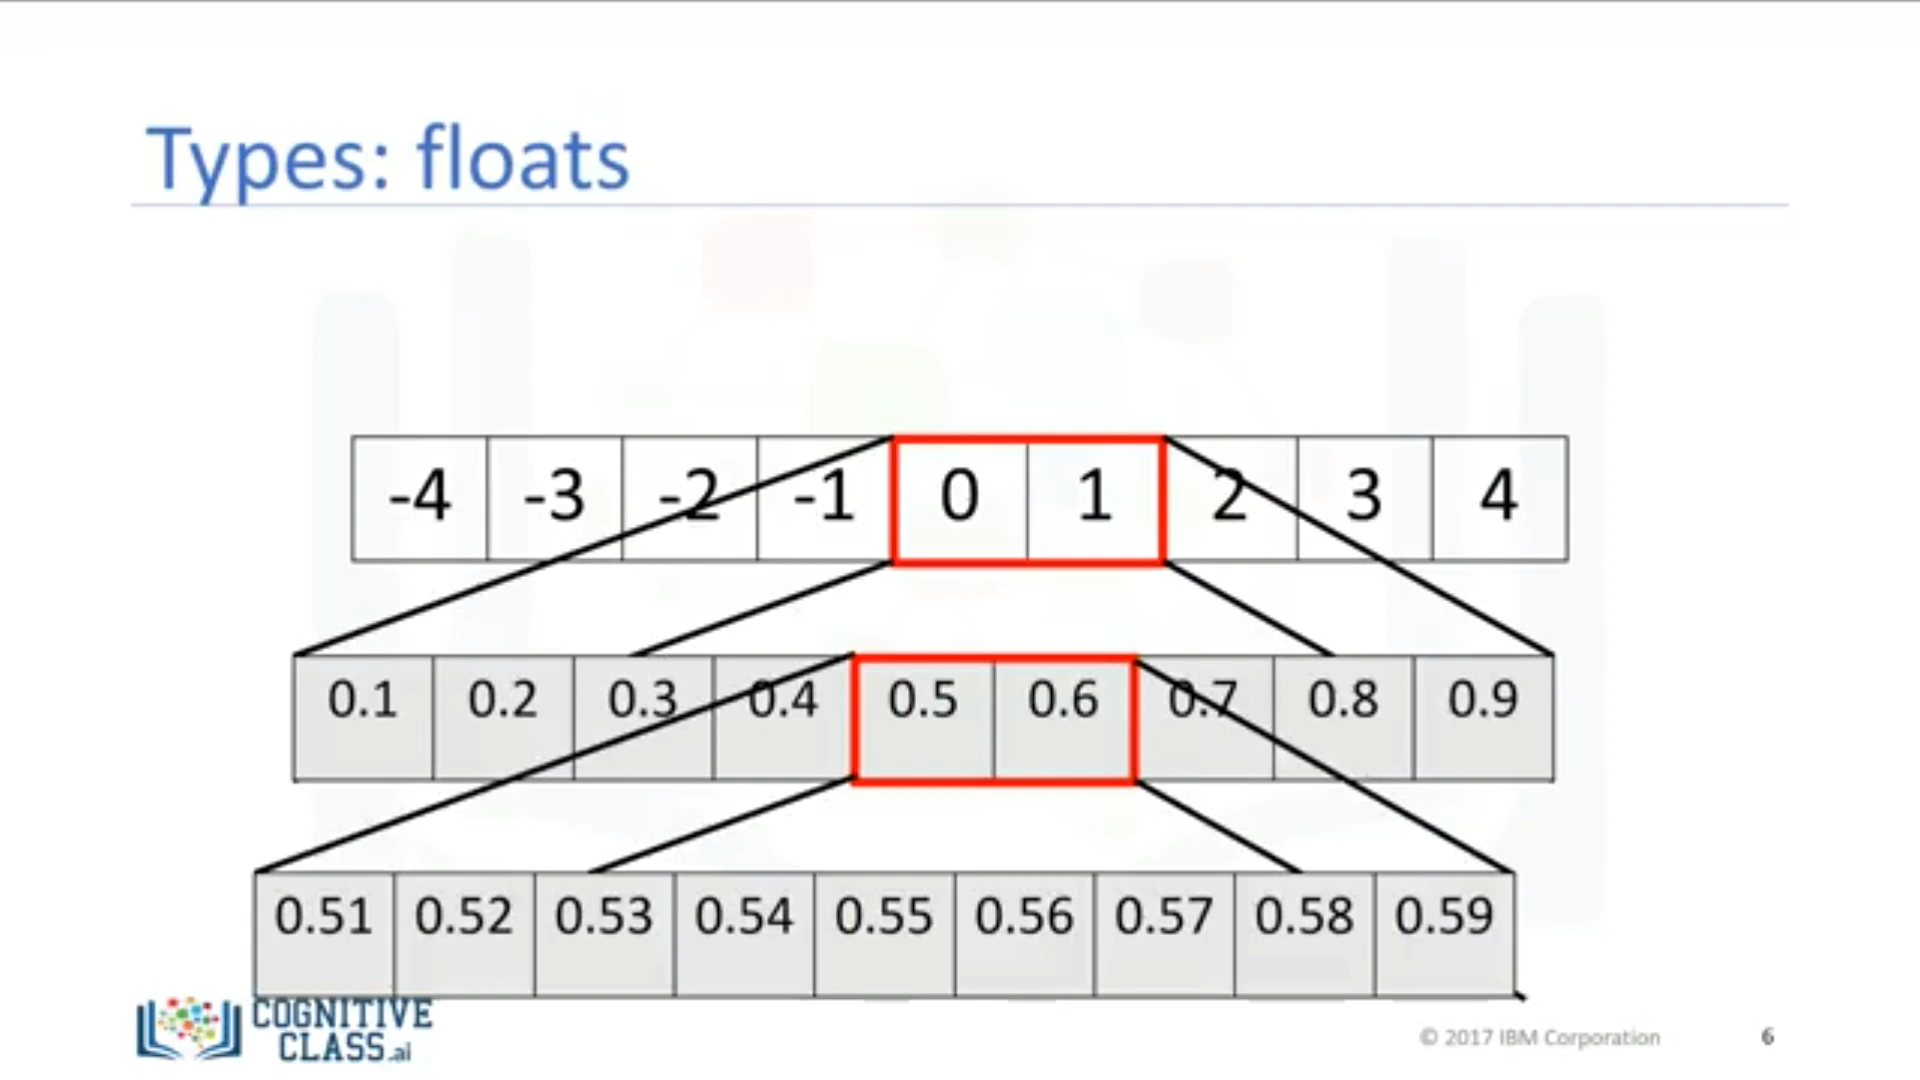 Types: floats
-4 -3 -2 -1 0 1 2 3 4
0.1 0.2 0.3 0.4 0.5 0.6 0.7 0.8 0.9
0.51 0.52 0.53 0.54 0.55 0.56 0.57 0.58 0.59
COGNITIVE
CLASS.ai
© 2017 IBM Corporation 6